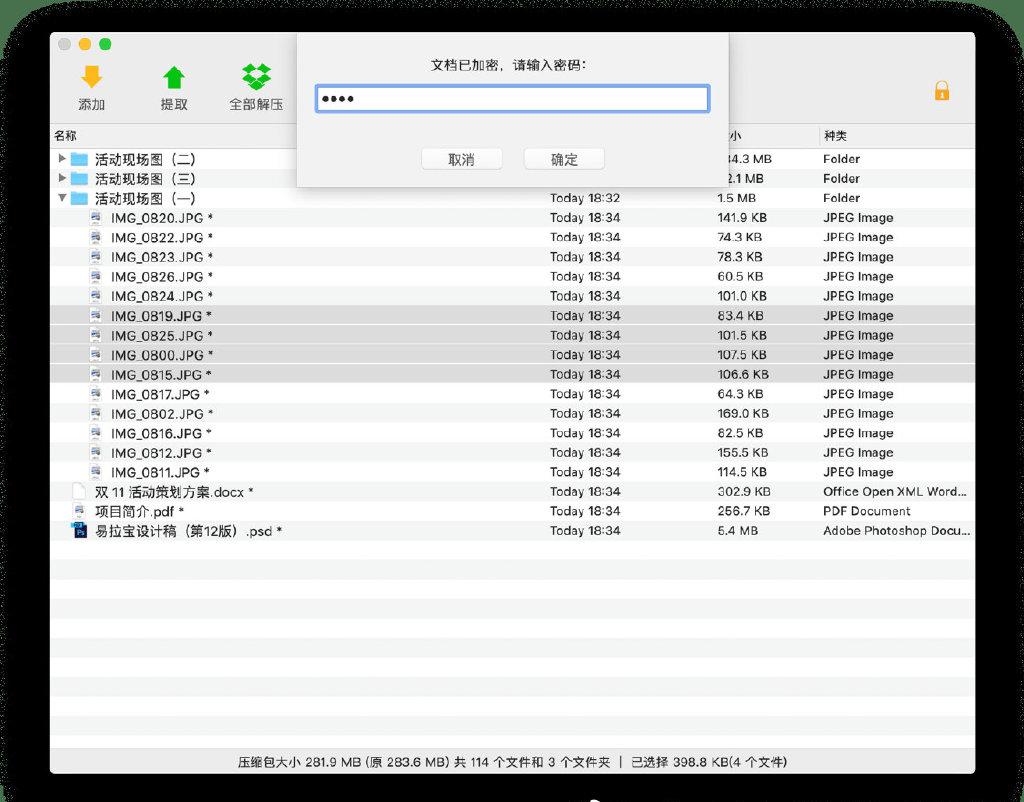 文档已加密，请输入密码：
取消 确定
添加 提取 全部解压
名称 小 种类
活动现场图（二） 34.3 MB Folder
活动现场图（三） 2.1 MB Folder
活动现场图（一） Today 18:32 1.5 MB Folder
IMG_0820.JPG * Today 18:34 141.9 KB JPEG Image
IMG_0822.JPG * Today 18:34 74.3 KB JPEG Image
IMG_0823.JPG * Today 18:34 78.3 KB JPEG Image
IMG_0826.JPG * Today 18:34 60.5 KB JPEG Image
IMG_0824.JPG * Today 18:34 101.0 KB JPEG Image
IMG_0819.JPG * Today 18:34 83.4 KB JPEG Image
IMG_0825.JPG * Today 18:34 101.5 KB JPEG Image
IMG_0800.JPG * Today 18:34 107.5 KB JPEG Image
IMG_0815.JPG * Today 18:34 106.6 KB JPEG Image
IMG_0817.JPG * Today 18:34 64.3 KB JPEG Image
IMG_0802.JPG * Today 18:34 169.0 KB JPEG Image
IMG_0816.JPG * Today 18:34 82.5 KB JPEG Image
IMG_0812.JPG * Today 18:34 155.5 KB JPEG Image
IMG_0811.JPG * Today 18:34 114.5 KB JPEG Image
双 11 活动策划方案.docx * Today 18:34 302.9 KB Office Open XML Word...
项目简介.pdf * Today 18:34 256.7 KB PDF Document
易拉宝设计稿（第12版）.psd * Today 18:34 5.4 MB Adobe Photoshop Docu...
压缩包大小 281.9 MB (原 283.6 MB) 共 114 个文件和 3 个文件夹 | 已选择 398.8 KB(4 个文件)